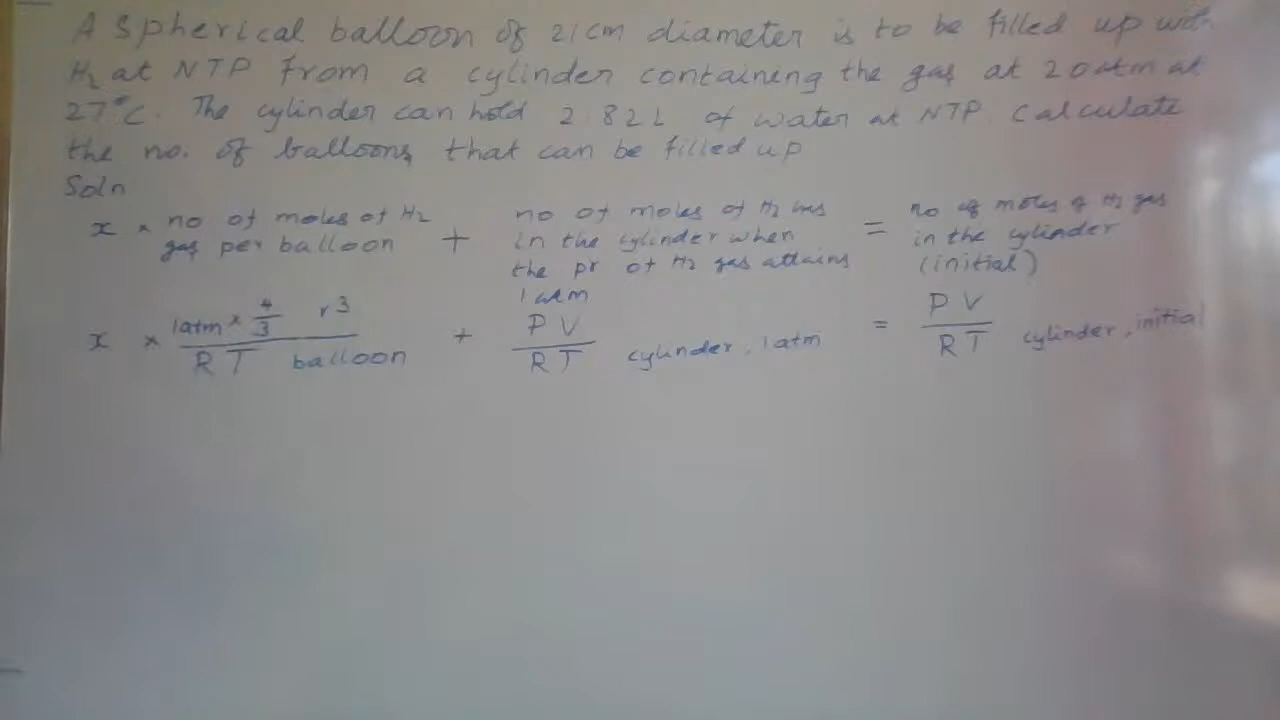 A spherical balloon of 21cm diameter is to be filled up with
H2 at NTP from a cylinder containing the gas at 20atm at
27°C. The cylinder can hold 2.82L of water at NTP. Calculate
the no. of balloons that can be filled up
Soln
x × no of moles of H2 gas per balloon + no of moles of H2 gas in the cylinder when the pr of H2 gas attains 1 atm = no of moles of H2 gas in the cylinder (initial)
x × 1atm × 4/3 r3 / RT balloon + PV / RT cylinder, 1atm = PV / RT cylinder, initial